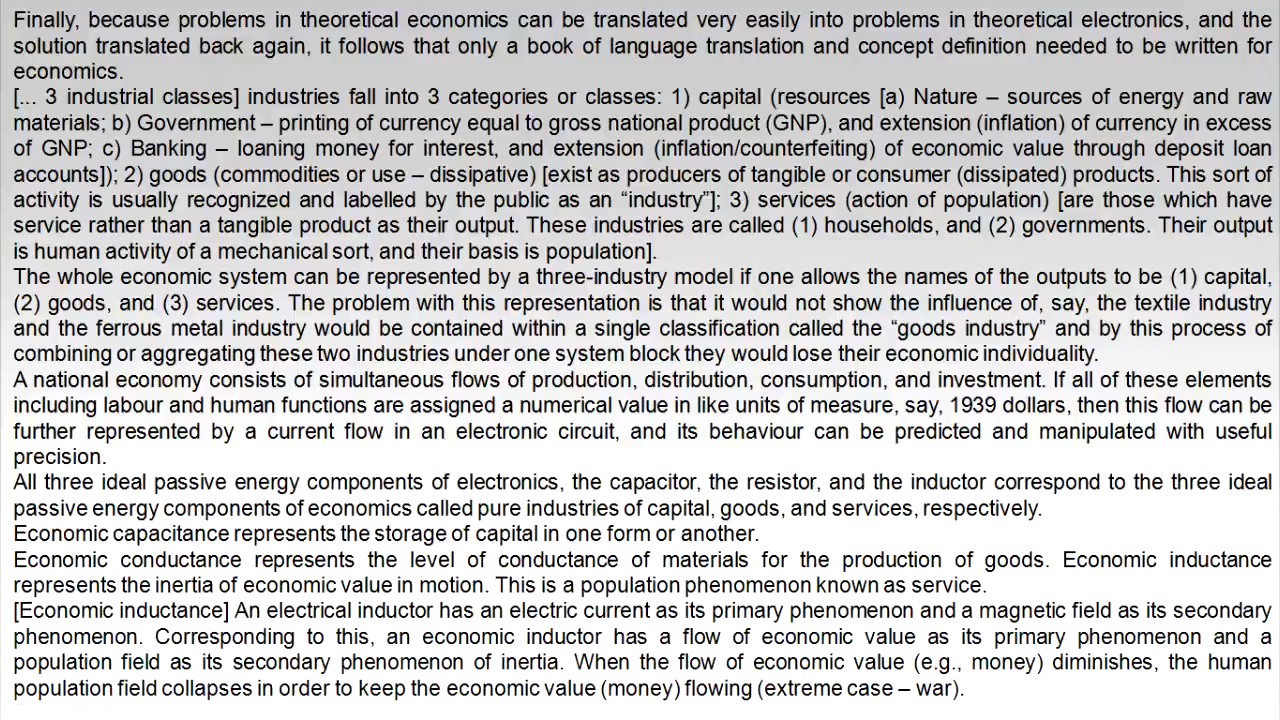 Finally, because problems in theoretical economics can be translated very easily into problems in theoretical electronics, and the
solution translated back again, it follows that only a book of language translation and concept definition needed to be written for
economics.
[... 3 industrial classes] industries fall into 3 categories or classes: 1) capital (resources [a) Nature – sources of energy and raw
materials; b) Government – printing of currency equal to gross national product (GNP), and extension (inflation) of currency in excess
of GNP; c) Banking – loaning money for interest, and extension (inflation/counterfeiting) of economic value through deposit loan
accounts]); 2) goods (commodities or use – dissipative) [exist as producers of tangible or consumer (dissipated) products. This sort of
activity is usually recognized and labelled by the public as an “industry”]; 3) services (action of population) [are those which have
service rather than a tangible product as their output. These industries are called (1) households, and (2) governments. Their output
is human activity of a mechanical sort, and their basis is population].
The whole economic system can be represented by a three-industry model if one allows the names of the outputs to be (1) capital,
(2) goods, and (3) services. The problem with this representation is that it would not show the influence of, say, the textile industry
and the ferrous metal industry would be contained within a single classification called the “goods industry” and by this process of
combining or aggregating these two industries under one system block they would lose their economic individuality.
A national economy consists of simultaneous flows of production, distribution, consumption, and investment. If all of these elements
including labour and human functions are assigned a numerical value in like units of measure, say, 1939 dollars, then this flow can be
further represented by a current flow in an electronic circuit, and its behaviour can be predicted and manipulated with useful
precision.
All three ideal passive energy components of electronics, the capacitor, the resistor, and the inductor correspond to the three ideal
passive energy components of economics called pure industries of capital, goods, and services, respectively.
Economic capacitance represents the storage of capital in one form or another.
Economic conductance represents the level of conductance of materials for the production of goods. Economic inductance
represents the inertia of economic value in motion. This is a population phenomenon known as service.
[Economic inductance] An electrical inductor has an electric current as its primary phenomenon and a magnetic field as its secondary
phenomenon. Corresponding to this, an economic inductor has a flow of economic value as its primary phenomenon and a
population field as its secondary phenomenon of inertia. When the flow of economic value (e.g., money) diminishes, the human
population field collapses in order to keep the economic value (money) flowing (extreme case – war).